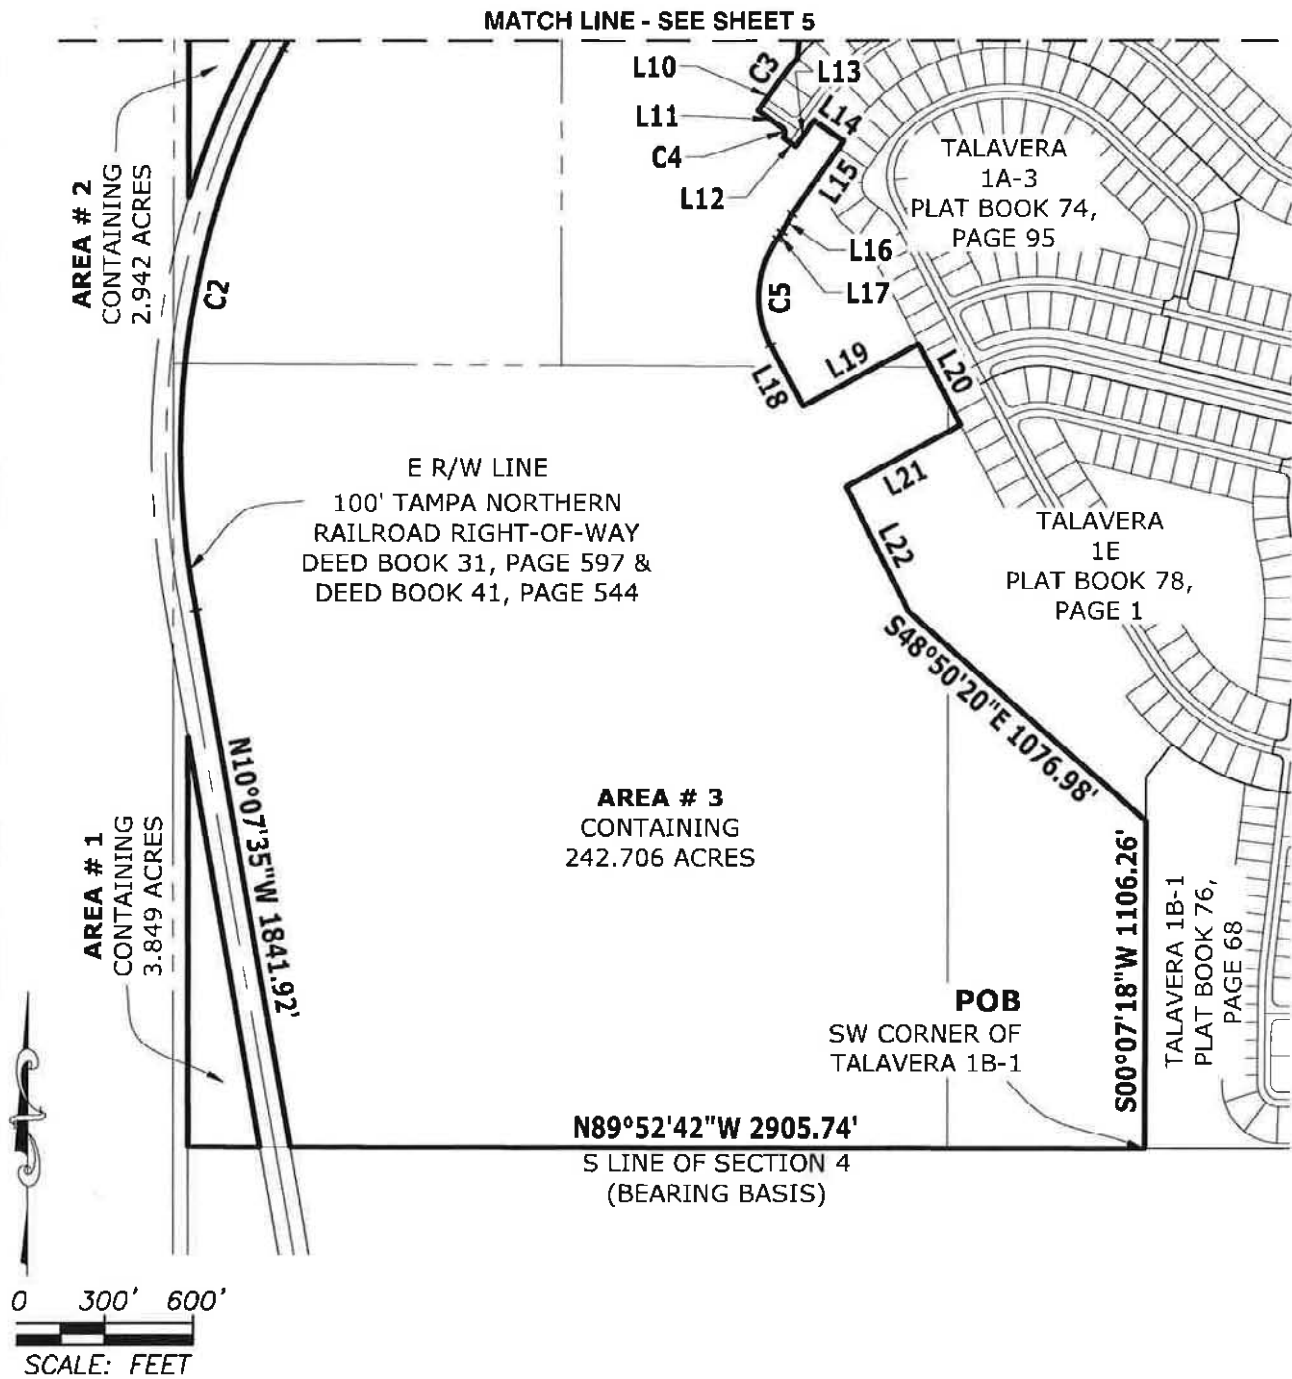 MATCH LINE - SEE SHEET 5
L10
C3
L13
L11
L14
C4
L12
L15
L16
L17
C5
C2
L18
L19
L20
L21
L22
AREA # 2
CONTAINING
2.942 ACRES
TALAVERA
1A-3
PLAT BOOK 74,
PAGE 95
E R/W LINE
100' TAMPA NORTHERN
RAILROAD RIGHT-OF-WAY
DEED BOOK 31, PAGE 597 &
DEED BOOK 41, PAGE 544
TALAVERA
1E
PLAT BOOK 78,
PAGE 1
S48°50'20"E 1076.98'
N10°07'35"W 1841.92'
AREA # 3
CONTAINING
242.706 ACRES
AREA # 1
CONTAINING
3.849 ACRES
S00°07'18"W 1106.26'
TALAVERA 1B-1
PLAT BOOK 76,
PAGE 68
POB
SW CORNER OF
TALAVERA 1B-1
N89°52'42"W 2905.74'
S LINE OF SECTION 4
(BEARING BASIS)
0 300' 600'
SCALE: FEET